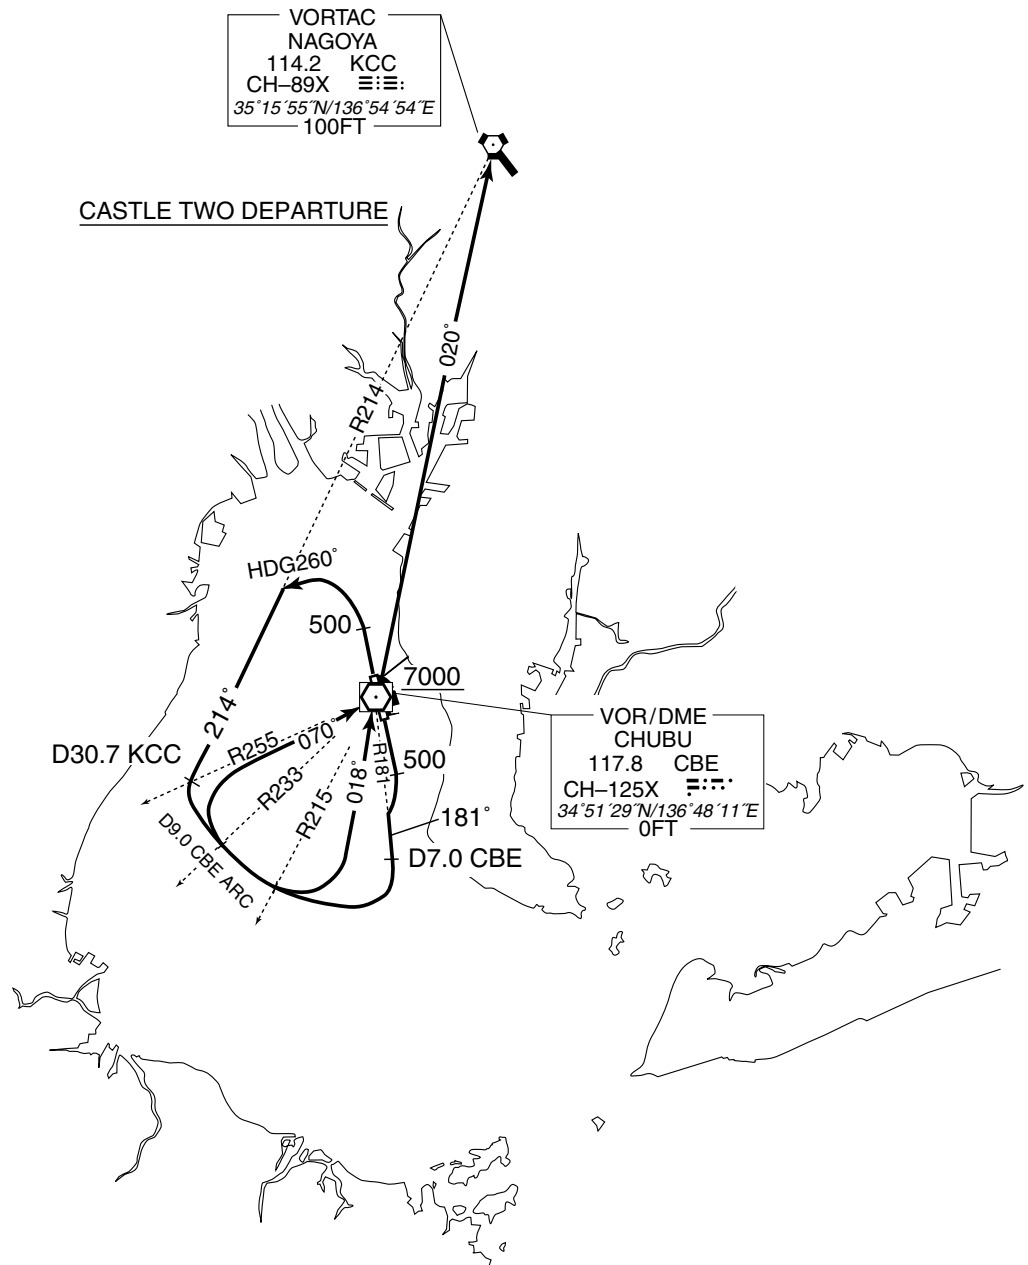 VORTAC
NAGOYA
114.2 KCC
CH–89X
35°15´55˝N/136°54´54˝E
100FT
CASTLE TWO DEPARTURE
020°
R214
HDG260°
500
7000
214°
D30.7 KCC
R255
070°
R233
R215
018°
R181
500
181°
D7.0 CBE
D9.0 CBE ARC
VOR/DME
CHUBU
117.8 CBE
CH–125X
34°51´29˝N/136°48´11˝E
0FT